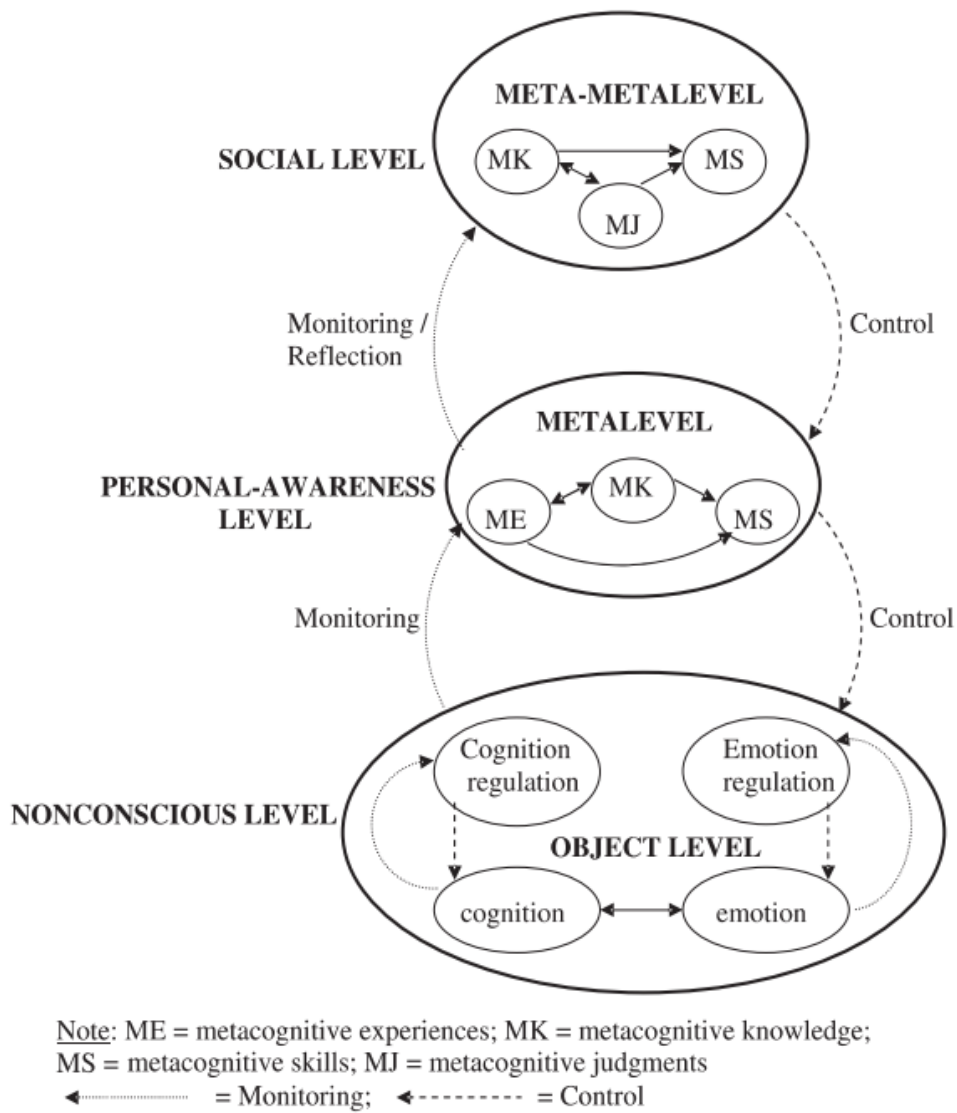 META-METALEVEL
SOCIAL LEVEL
MK
MS
MJ
Monitoring /
Reflection
Control
METALEVEL
PERSONAL-AWARENESS
LEVEL
MK
ME
MS
Monitoring
Control
Cognition
regulation
Emotion
regulation
NONCONSCIOUS LEVEL
OBJECT LEVEL
cognition
emotion
Note: ME = metacognitive experiences; MK = metacognitive knowledge;
MS = metacognitive skills; MJ = metacognitive judgments
= Monitoring; = Control